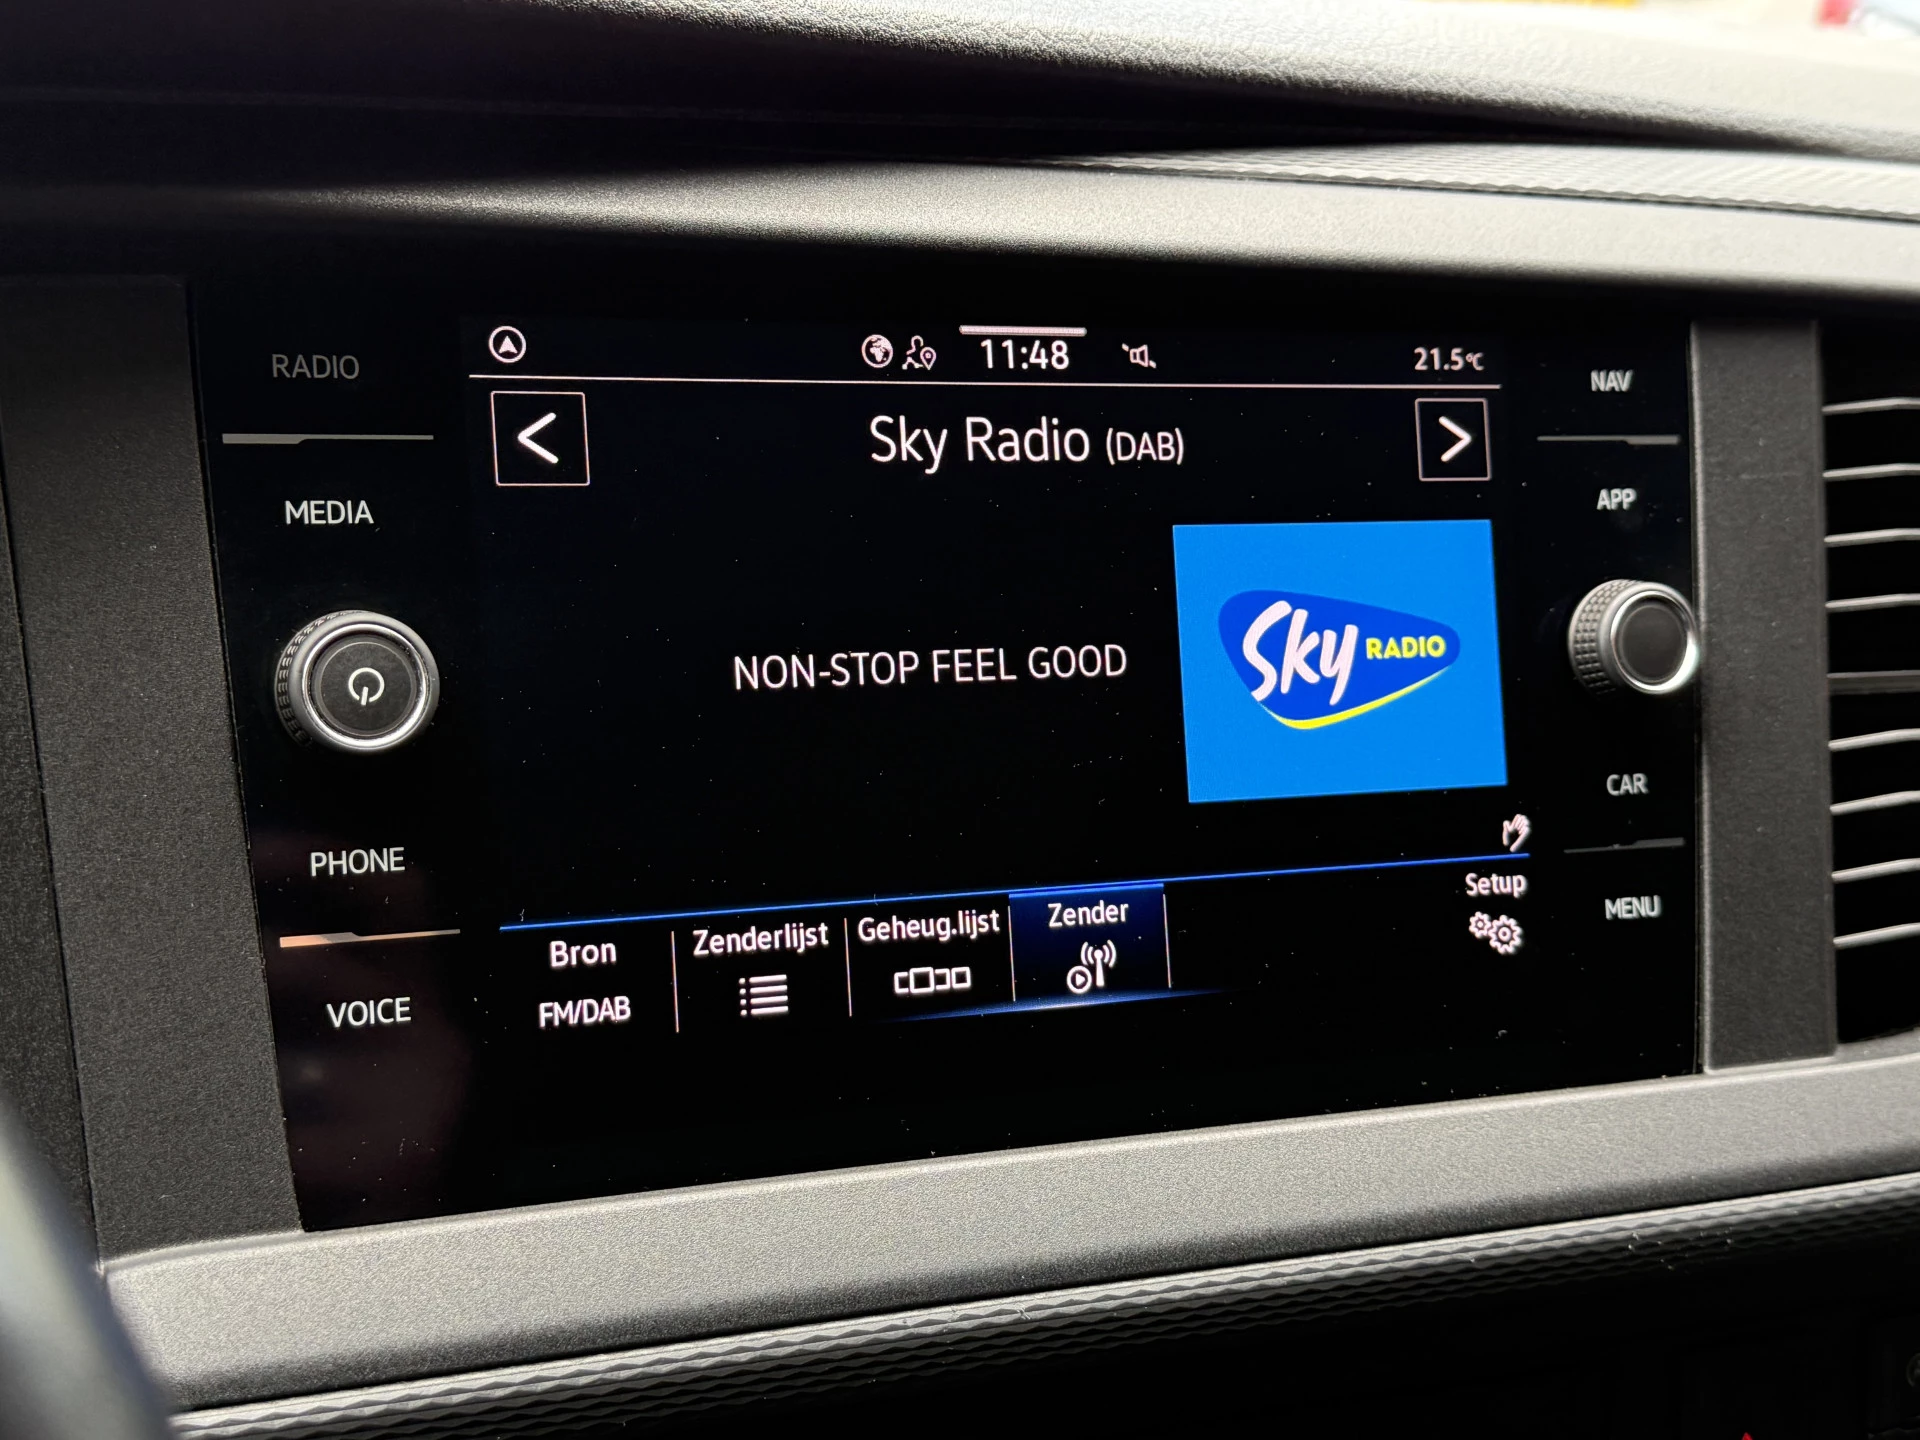 RADIO
MEDIA
PHONE
VOICE
11:48
21.5°C
<
Sky Radio (DAB)
>
NON-STOP FEEL GOOD
Sky RADIO
Bron
FM/DAB
Zenderlijst
Geheug.lijst
Zender
Setup
NAV
APP
CAR
MENU